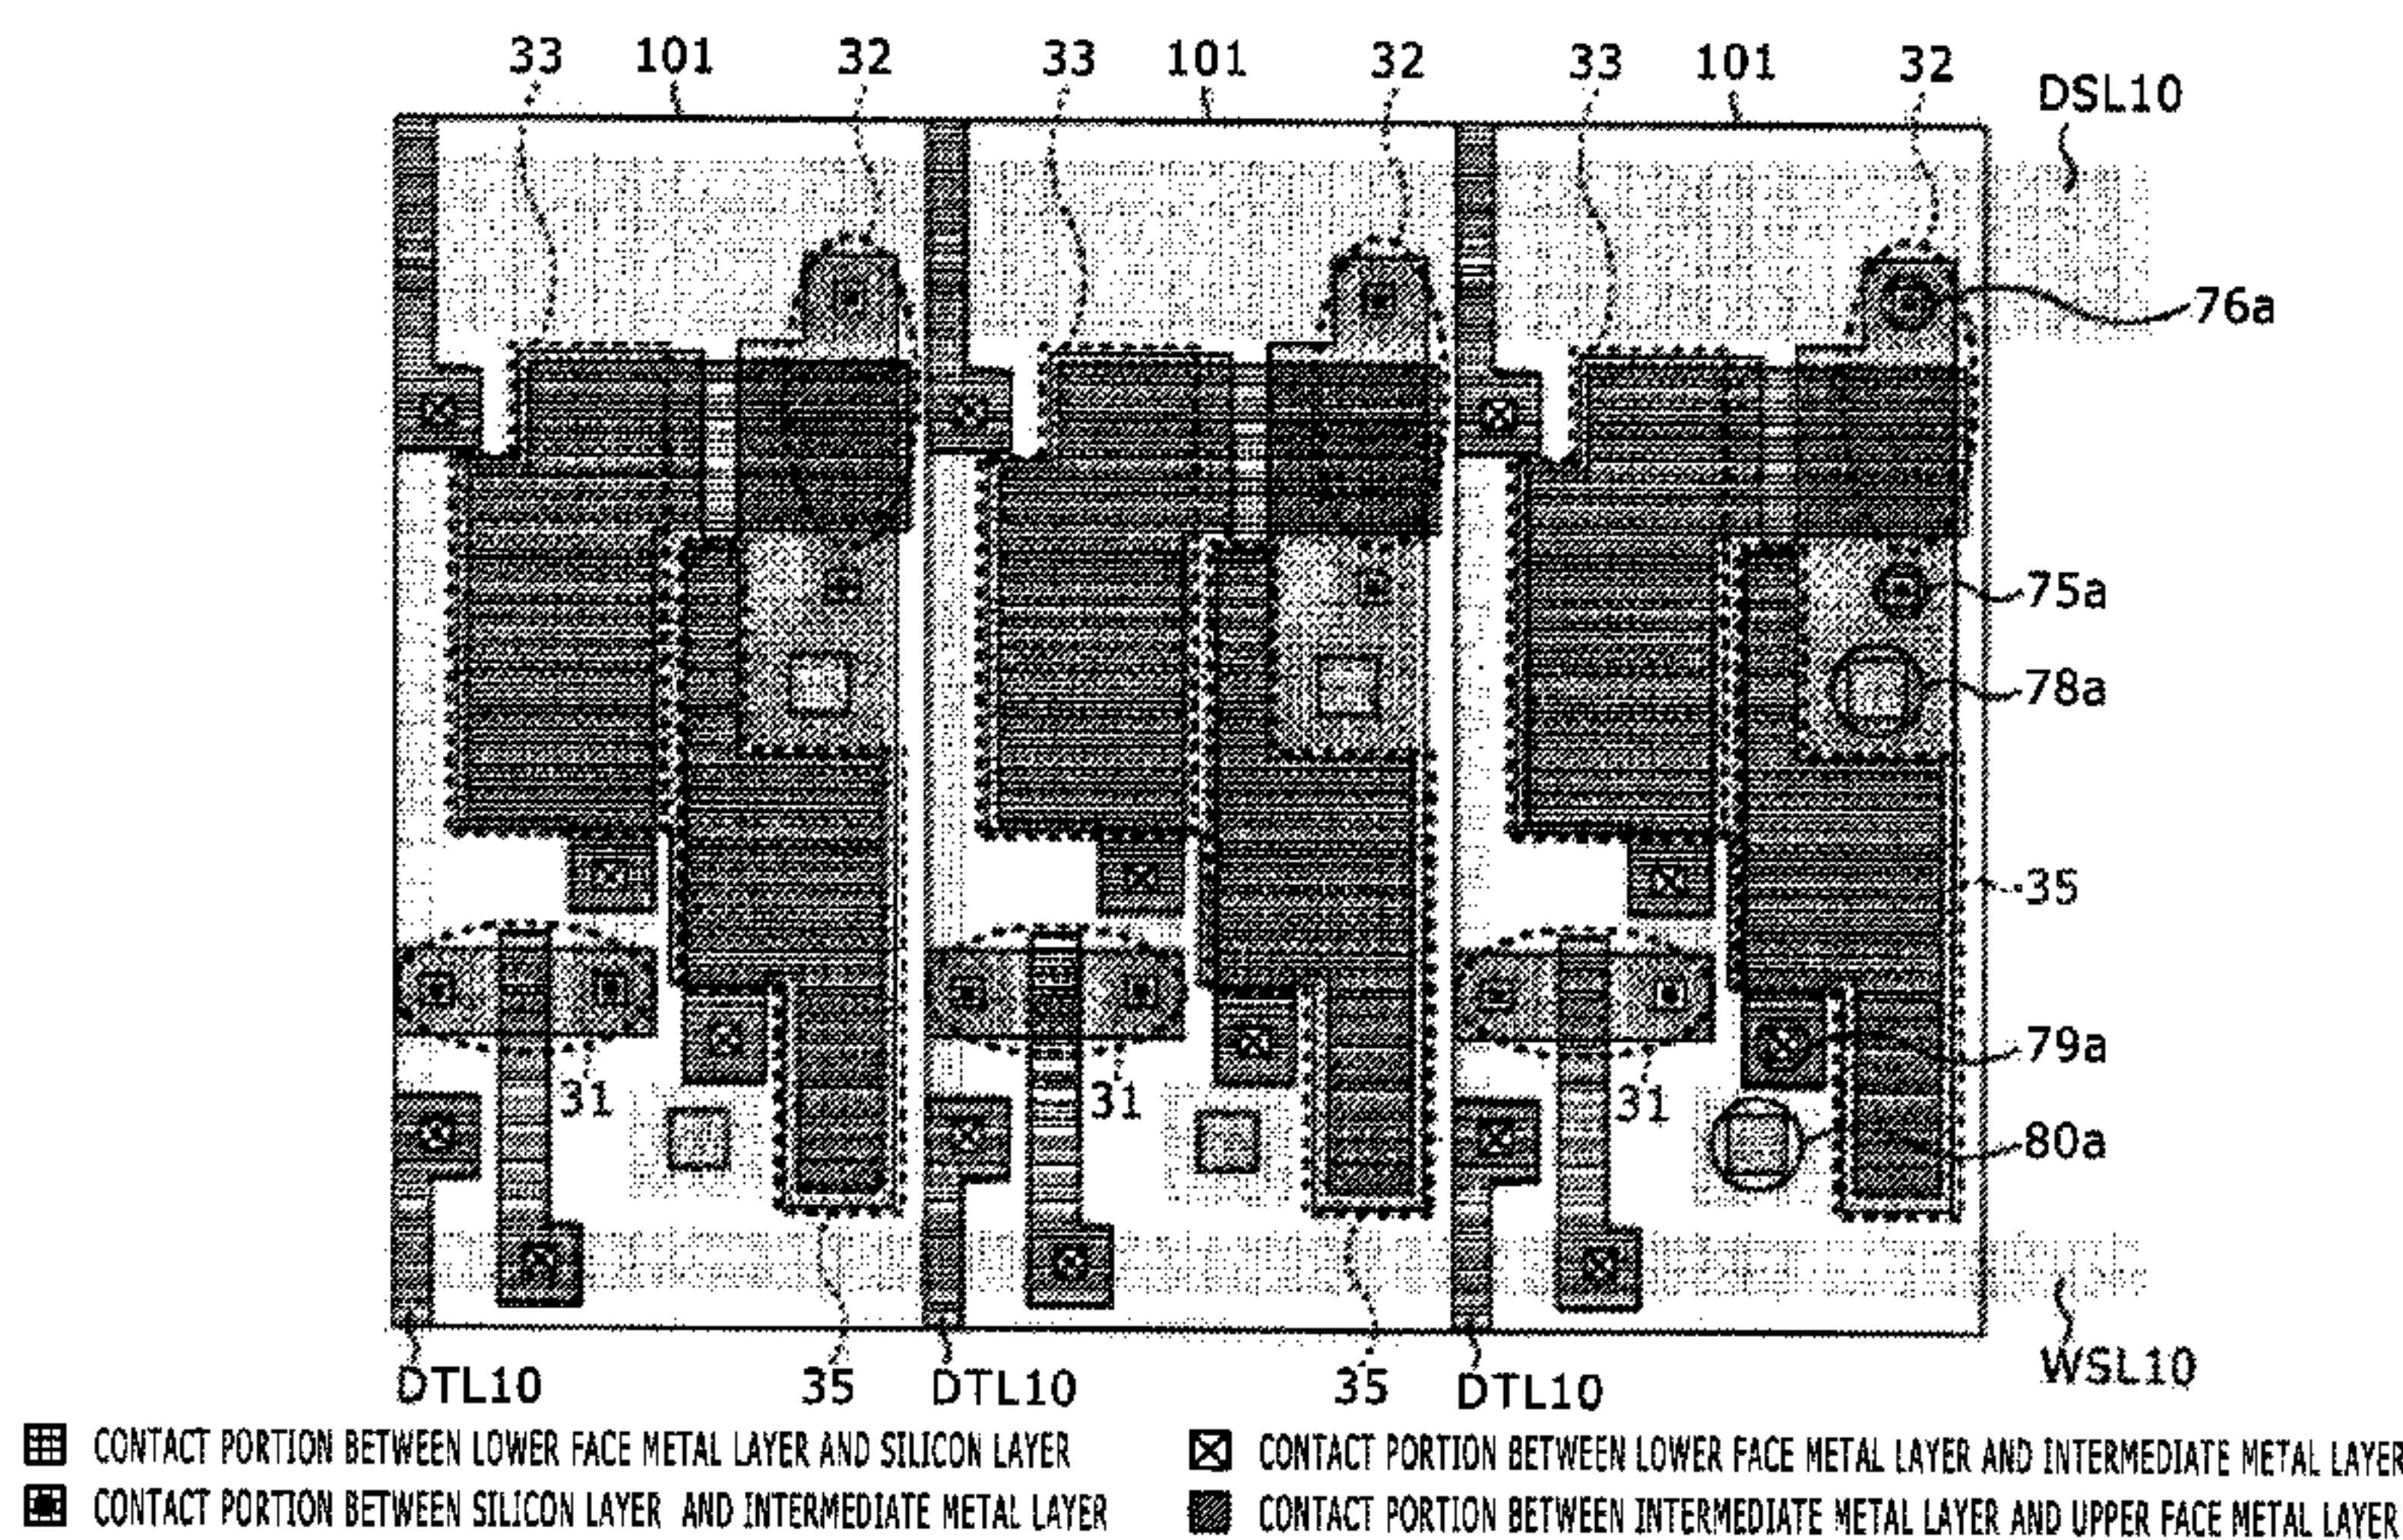 33 101 32 33 101 32 33 101 32
DSL10
76a
75a
78a
35
79a
31 31 31
80a
WSL10
DTL10 35 DTL10 35 DTL10
CONTACT PORTION BETWEEN LOWER FACE METAL LAYER AND SILICON LAYER
CONTACT PORTION BETWEEN LOWER FACE METAL LAYER AND INTERMEDIATE METAL LAYER
CONTACT PORTION BETWEEN SILICON LAYER AND INTERMEDIATE METAL LAYER
CONTACT PORTION BETWEEN INTERMEDIATE METAL LAYER AND UPPER FACE METAL LAYER